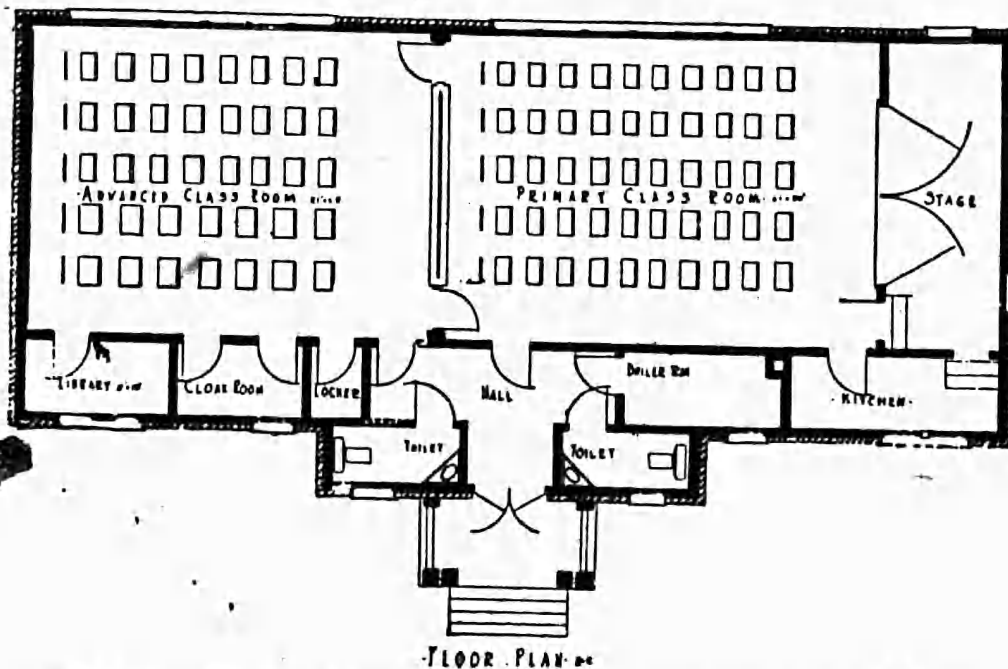 ADVANCED CLASS ROOM
PRIMARY CLASS ROOM
STAGE
LIBRARY
CLOAK ROOM
LOCKER
HALL
BOILER RM
KITCHEN
TOILET
TOILET
FLOOR PLAN